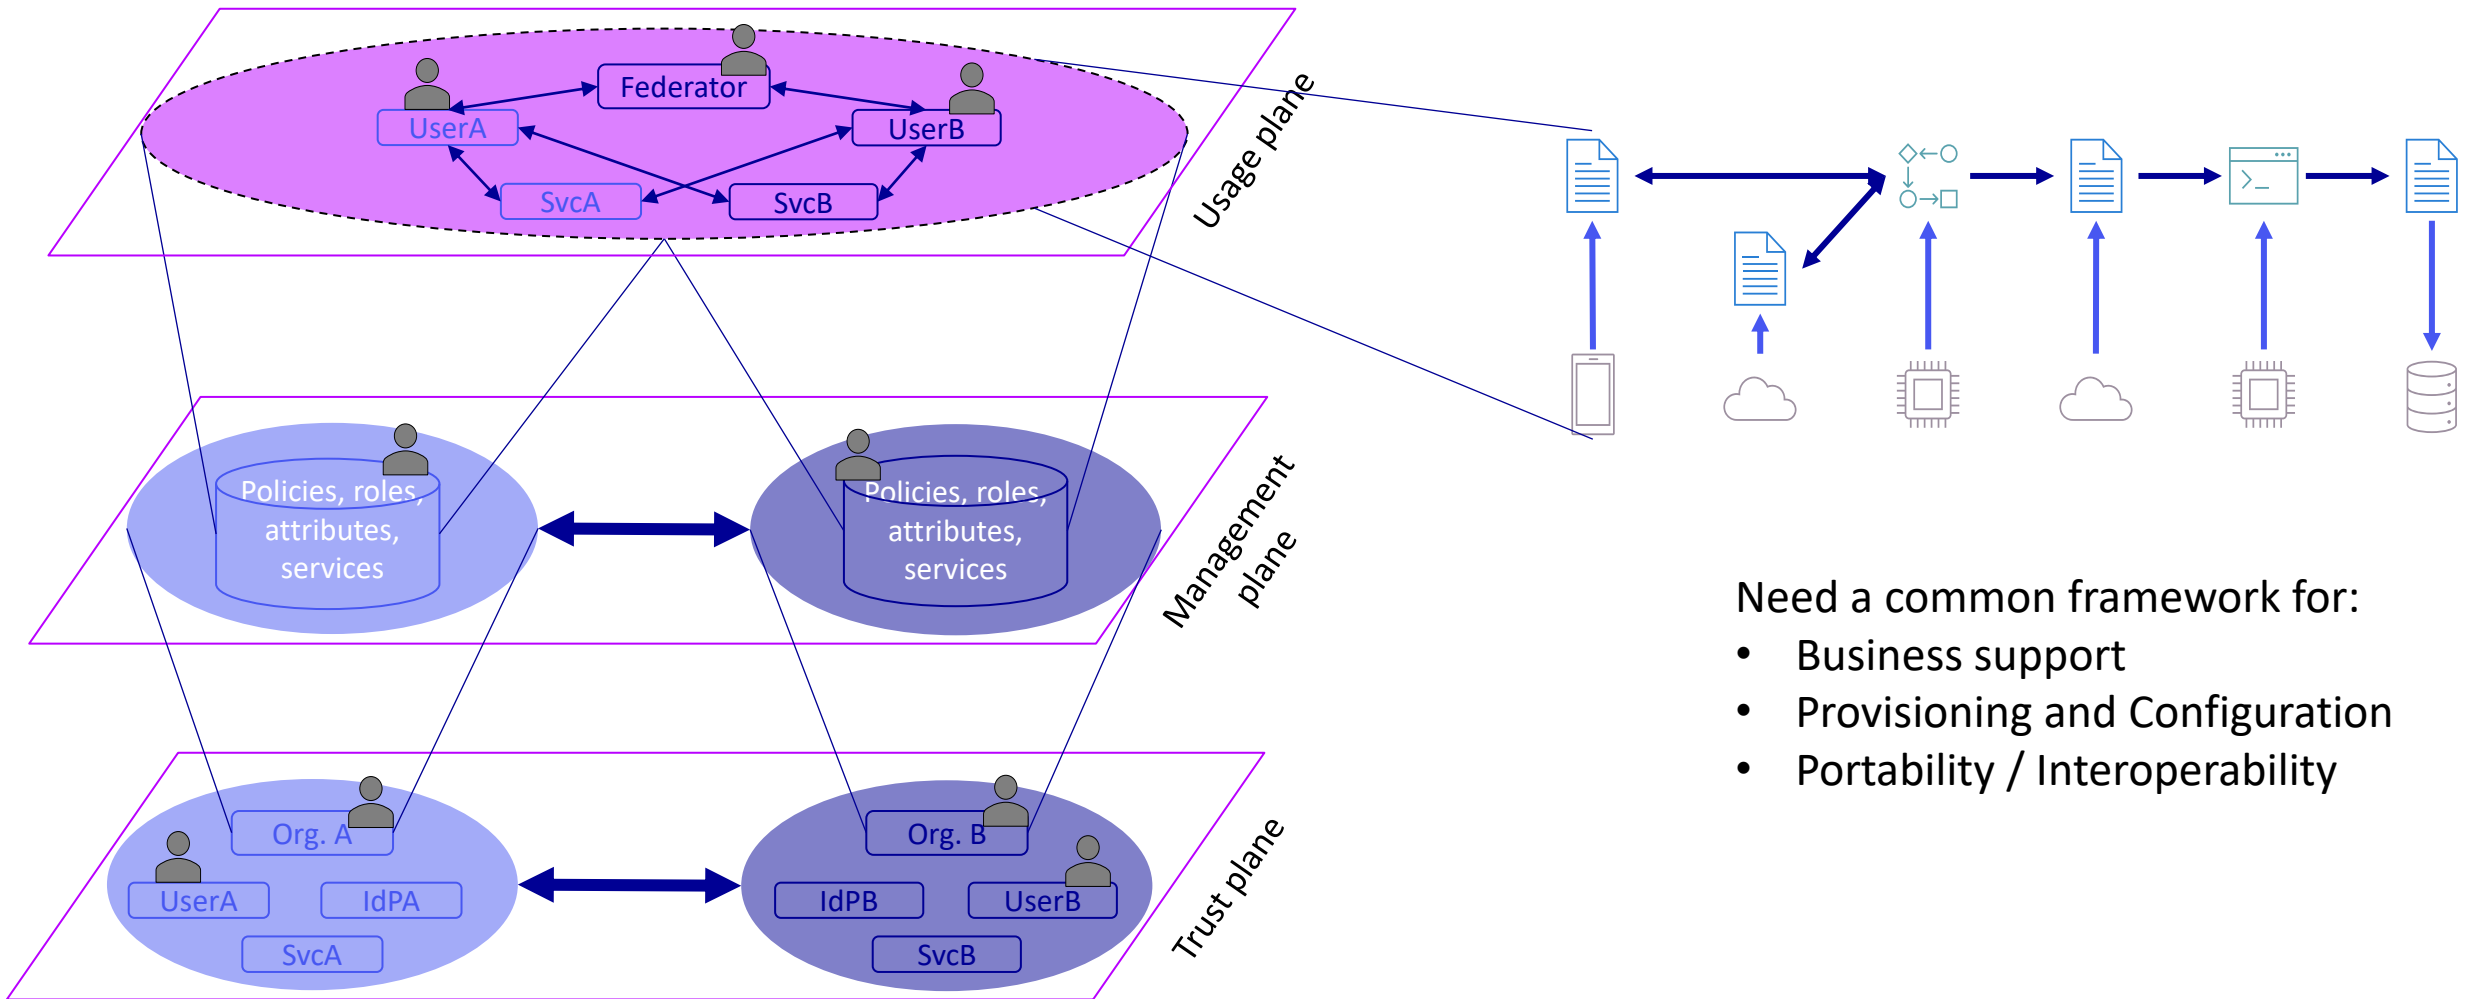 Federator
UserA
UserB
SvcA
SvcB
Usage plane
Policies, roles,
attributes,
services
Policies, roles,
attributes,
services
Management
plane
Org. A
UserA
IdPA
SvcA
Org. B
IdPB
UserB
SvcB
Trust plane
Need a common framework for:
• Business support
• Provisioning and Configuration
• Portability / Interoperability